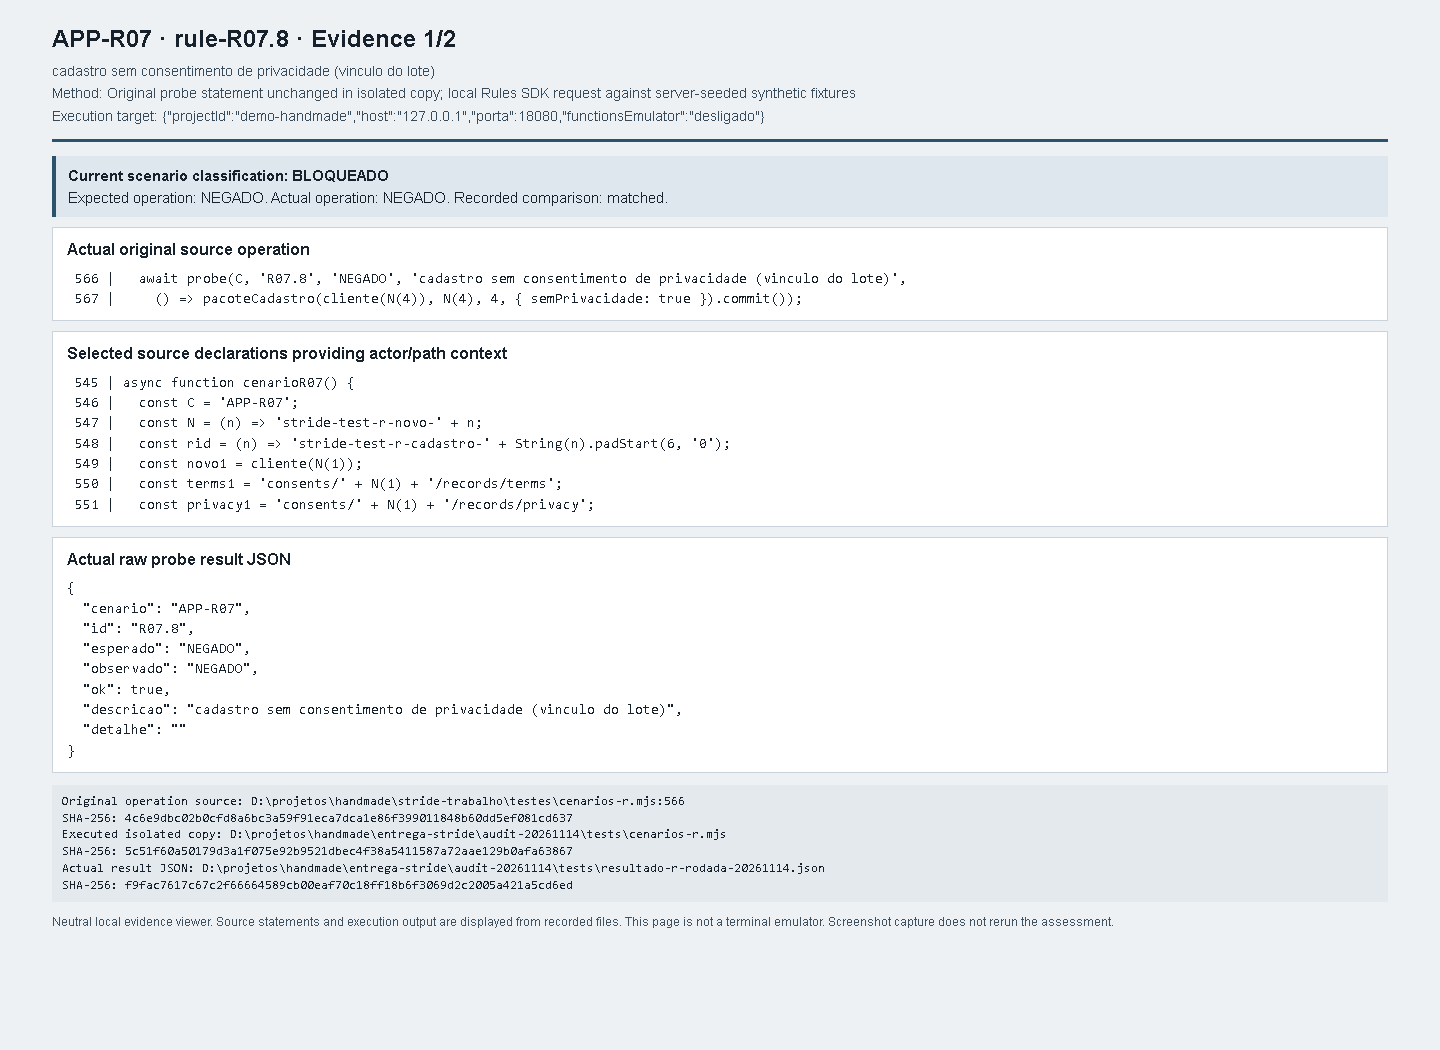 APP-R07 · rule-R07.8 · Evidence 1/2
cadastro sem consentimento de privacidade (vinculo do lote)
Method: Original probe statement unchanged in isolated copy; local Rules SDK request against server-seeded synthetic fixtures
Execution target: {"projectId":"demo-handmade","host":"127.0.0.1","porta":18080,"functionsEmulator":"desligado"}
Current scenario classification: BLOQUEADO
Expected operation: NEGADO. Actual operation: NEGADO. Recorded comparison: matched.
Actual original source operation
566 |   await probe(C, 'R07.8', 'NEGADO', 'cadastro sem consentimento de privacidade (vinculo do lote)',
567 |     () => pacoteCadastro(cliente(N(4)), N(4), 4, { semPrivacidade: true }).commit());
Selected source declarations providing actor/path context
545 | async function cenarioR07() {
546 |   const C = 'APP-R07';
547 |   const N = (n) => 'stride-test-r-novo-' + n;
548 |   const rid = (n) => 'stride-test-r-cadastro-' + String(n).padStart(6, '0');
549 |   const novo1 = cliente(N(1));
550 |   const terms1 = 'consents/' + N(1) + '/records/terms';
551 |   const privacy1 = 'consents/' + N(1) + '/records/privacy';
Actual raw probe result JSON
{
  "cenario": "APP-R07",
  "id": "R07.8",
  "esperado": "NEGADO",
  "observado": "NEGADO",
  "ok": true,
  "descricao": "cadastro sem consentimento de privacidade (vinculo do lote)",
  "detalhe": ""
}
Original operation source: D:\projetos\handmade\stride-trabalho\testes\cenarios-r.mjs:566
SHA-256: 4c6e9dbc02b0cfd8a6bc3a59f91eca7dca1e86f399011848b60dd5ef081cd637
Executed isolated copy: D:\projetos\handmade\entrega-stride\audit-20261114\tests\cenarios-r.mjs
SHA-256: 5c51f60a50179d3a1f075e92b9521dbec4f38a5411587a72aae129b0afa63867
Actual result JSON: D:\projetos\handmade\entrega-stride\audit-20261114\tests\resultado-r-rodada-20261114.json
SHA-256: f9fac7617c67c2f66664589cb00eaf70c18ff18b6f3069d2c2005a421a5cd6ed
Neutral local evidence viewer. Source statements and execution output are displayed from recorded files. This page is not a terminal emulator. Screenshot capture does not rerun the assessment.